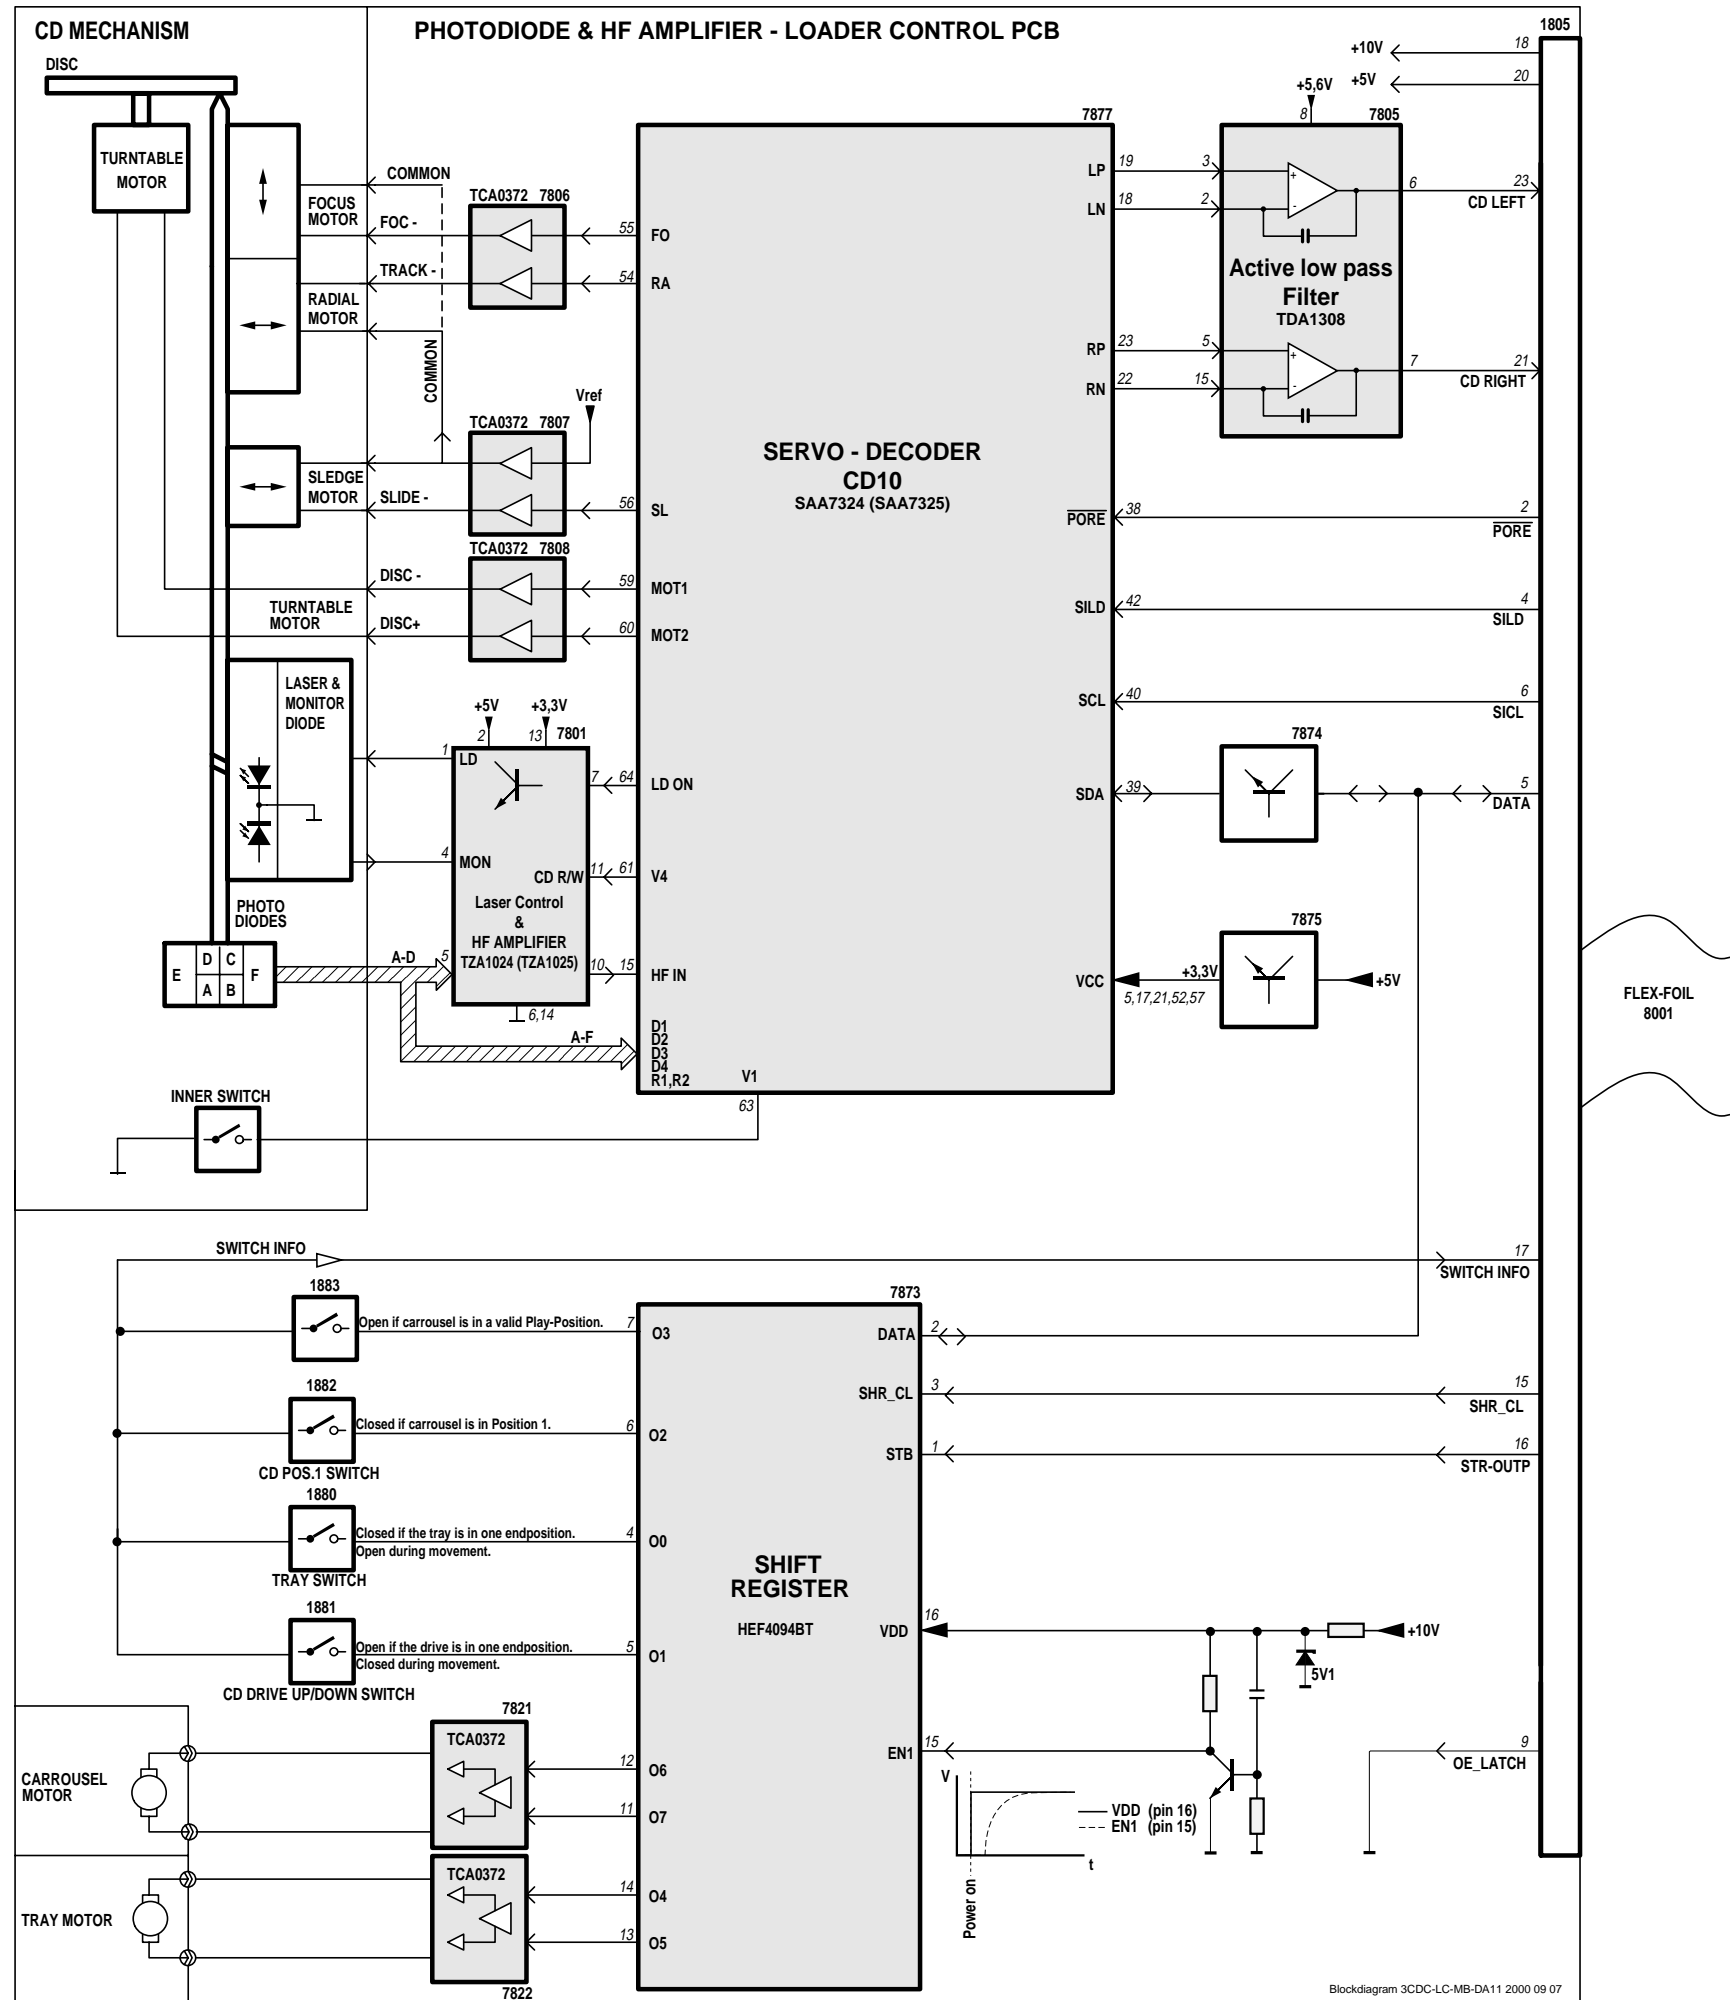 CD MECHANISM
PHOTODIODE & HF AMPLIFIER - LOADER CONTROL PCB
1805
DISC
+10V
18
+5V
20
+5,6V
8
7877
7805
TURNTABLE
MOTOR
FOCUS
MOTOR
COMMON
FOC -
TRACK -
RADIAL
MOTOR
COMMON
TCA0372 7806
55
FO
54
RA
LP
19
3
LN
18
2
6
23
CD LEFT
Active low pass
Filter
TDA1308
RP
23
5
RN
22
15
7
21
CD RIGHT
Vref
TCA0372 7807
SLEDGE
MOTOR
SLIDE -
56
SL
SERVO - DECODER
CD10
SAA7324 (SAA7325)
PORE
38
2
PORE
TCA0372 7808
DISC -
59
MOT1
TURNTABLE
MOTOR
DISC+
60
MOT2
SILD
42
4
SILD
LASER &
MONITOR
DIODE
+5V
2
+3,3V
13
7801
1
LD
7
64
LD ON
SCL
40
6
SICL
7874
SDA
39
5
DATA
4
MON
CD R/W
11
61
V4
Laser Control
&
HF AMPLIFIER
TZA1024 (TZA1025)
PHOTO
DIODES
E
D
C
A
B
F
A-D
5
10
15
HF IN
6,14
A-F
D1
D2
D3
D4
R1,R2
V1
63
7875
VCC
+3,3V
5,17,21,52,57
+5V
FLEX-FOIL
8001
INNER SWITCH
SWITCH INFO
17
SWITCH INFO
1883
Open if carrousel is in a valid Play-Position.
7
O3
7873
DATA
2
1882
Closed if carrousel is in Position 1.
6
O2
CD POS.1 SWITCH
SHR_CL
3
15
SHR_CL
STB
1
16
STR-OUTP
1880
Closed if the tray is in one endposition.
Open during movement.
4
O0
TRAY SWITCH
SHIFT
REGISTER
HEF4094BT
1881
Open if the drive is in one endposition.
Closed during movement.
5
O1
CD DRIVE UP/DOWN SWITCH
VDD
16
+10V
5V1
7821
TCA0372
CARROUSEL
MOTOR
12
O6
11
O7
EN1
15
9
OE_LATCH
V
VDD (pin 16)
EN1 (pin 15)
t
Power on
TCA0372
TRAY MOTOR
14
O4
13
O5
7822
Blockdiagram 3CDC-LC-MB-DA11 2000 09 07